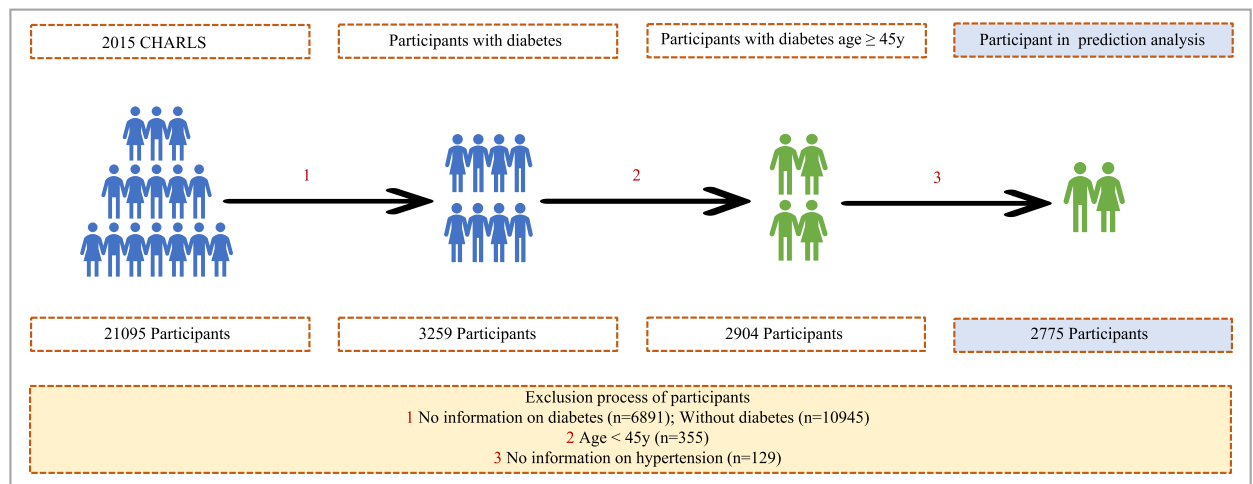 2015 CHARLS
Participants with diabetes
Participants with diabetes age ≥ 45y
Participant in prediction analysis
1
2
3
21095 Participants
3259 Participants
2904 Participants
2775 Participants
Exclusion process of participants
1 No information on diabetes (n=6891); Without diabetes (n=10945)
2 Age < 45y (n=355)
3 No information on hypertension (n=129)